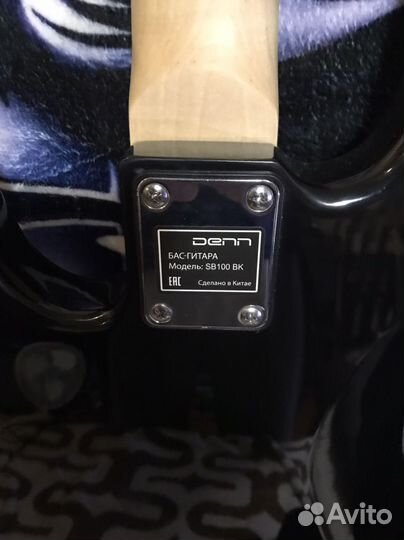 Denn
БАС-ГИТАРА
Модель: SB100 BK
EAC Сделано в Китае
Avito